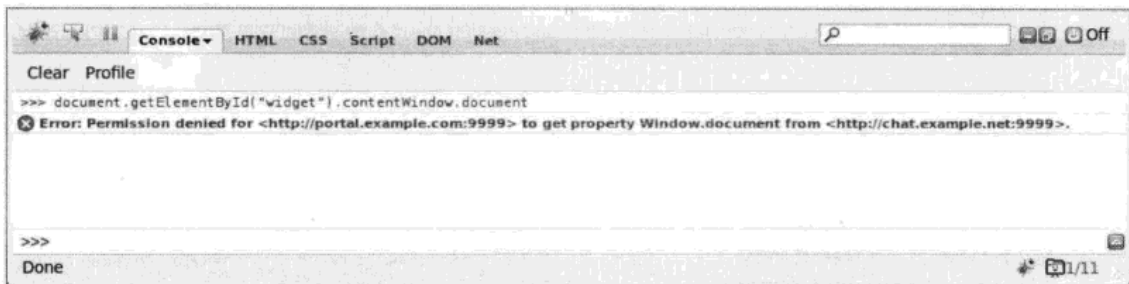 Console HTML CSS Script DOM Net Off
Clear Profile
>>> document.getElementById("widget").contentWindow.document
Error: Permission denied for <http://portal.example.com:9999> to get property Window.document from <http://chat.example.net:9999>.
>>>
Done 1/11